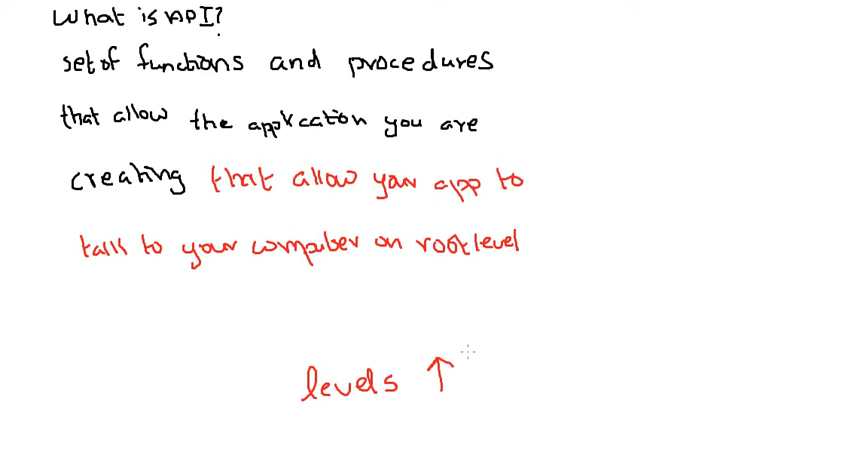 What is API?
set of functions and procedures
that allow the application you are
creating that allow your app to
talk to your computer on root level
levels ↑